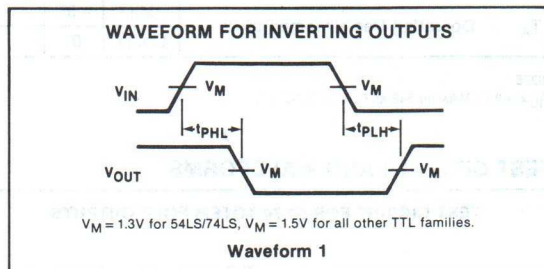 WAVEFORM FOR INVERTING OUTPUTS
VIN
VM
VM
tPHL
tPLH
VOUT
VM
VM
VM = 1.3V for 54LS/74LS, VM = 1.5V for all other TTL families.
Waveform 1